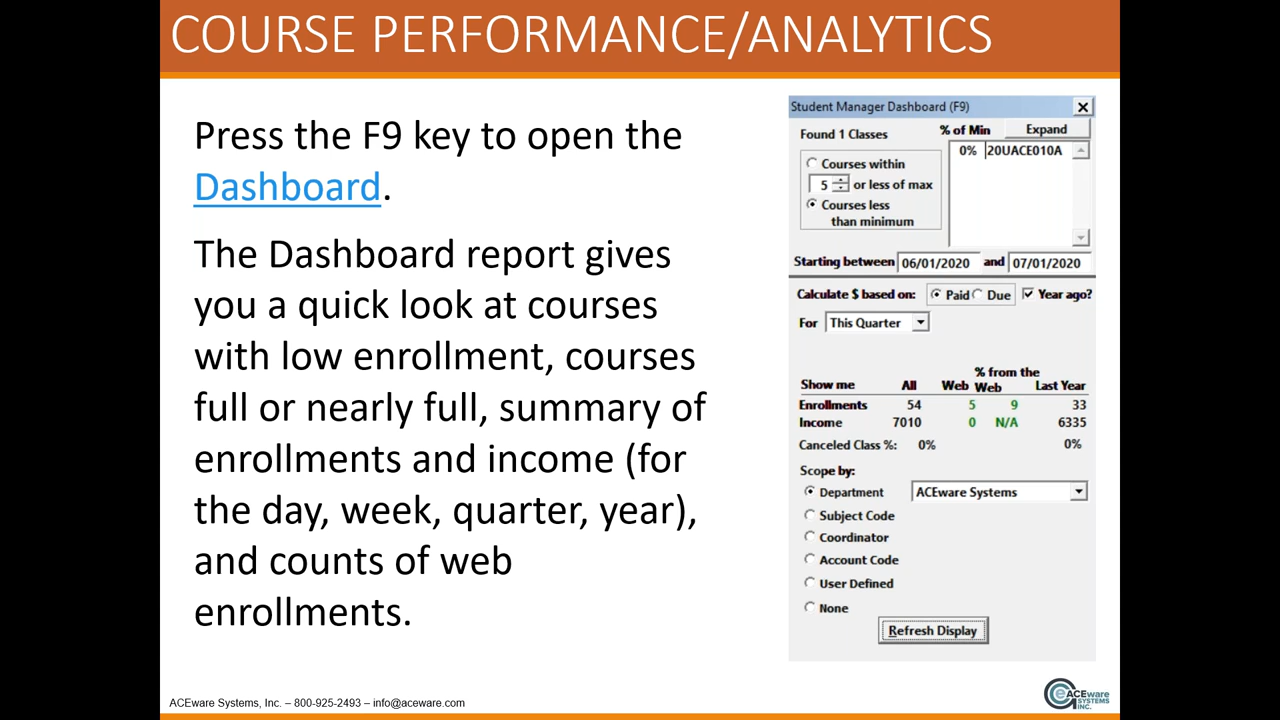 COURSE PERFORMANCE/ANALYTICS
Press the F9 key to open the
Dashboard.
The Dashboard report gives
you a quick look at courses
with low enrollment, courses
full or nearly full, summary of
enrollments and income (for
the day, week, quarter, year),
and counts of web
enrollments.
Student Manager Dashboard (F9)
Found 1 Classes
% of Min
Expand
0% 20UACE010A
Courses within
5 or less of max
Courses less
than minimum
Starting between 06/01/2020 and 07/01/2020
Calculate $ based on: Paid Due Year ago?
For This Quarter
% from the
Show me All Web Web Last Year
Enrollments 54 5 9 33
Income 7010 0 N/A 6335
Canceled Class %: 0% 0%
Scope by:
Department ACEware Systems
Subject Code
Coordinator
Account Code
User Defined
None
Refresh Display
ACEware Systems, Inc. – 800-925-2493 – info@aceware.com
ACEware
SYSTEMS
INC.